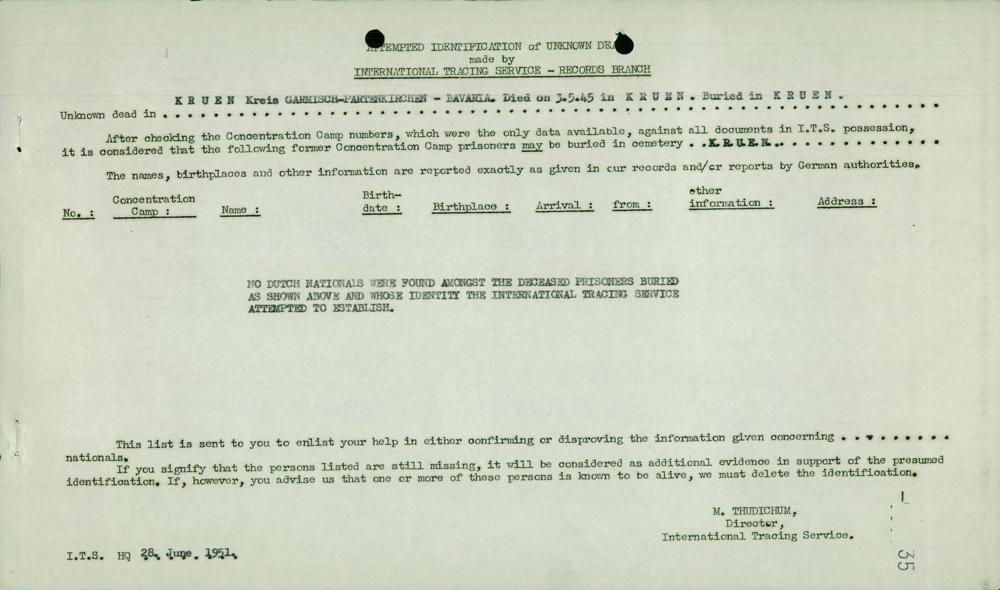 ATTEMPTED IDENTIFICATION of UNKNOWN DEAD
made by
INTERNATIONAL TRACING SERVICE - RECORDS BRANCH
K R U E N Kreis GARMISCH-PARTENKIRCHEN - BAVARIA. Died on 3.5.45 in K R U E N . Buried in K R U E N .
Unknown dead in . . . . . . . . . . . . . . . . . . . . . . . . . . . . . . . . . . . . . . . . . . . . . . . . . . . . . . . . . . . .
After checking the Concentration Camp numbers, which were the only data available, against all documents in I.T.S. possession,
it is considered that the following former Concentration Camp prisoners may be buried in cemetery . .K.R.U.E.N.. . . . . . . . . . . .
The names, birthplaces and other information are reported exactly as given in our records and/or reports by German authorities.
No. : Concentration Camp : Name : Birth-date : Birthplace : Arrival : from : other information : Address :
NO DUTCH NATIONALS WERE FOUND AMONGST THE DECEASED PRISONERS BURIED
AS SHOWN ABOVE AND WHOSE IDENTITY THE INTERNATIONAL TRACING SERVICE
ATTEMPTED TO ESTABLISH.
This list is sent to you to enlist your help in either confirming or disproving the information given concerning . . . . . . . . .
nationals.
If you signify that the persons listed are still missing, it will be considered as additional evidence in support of the presumed
identification. If, however, you advise us that one or more of these persons is known to be alive, we must delete the identification.
M. THUDICHUM,
Director,
International Tracing Service.
I.T.S. HQ 28. June. 1951.
35